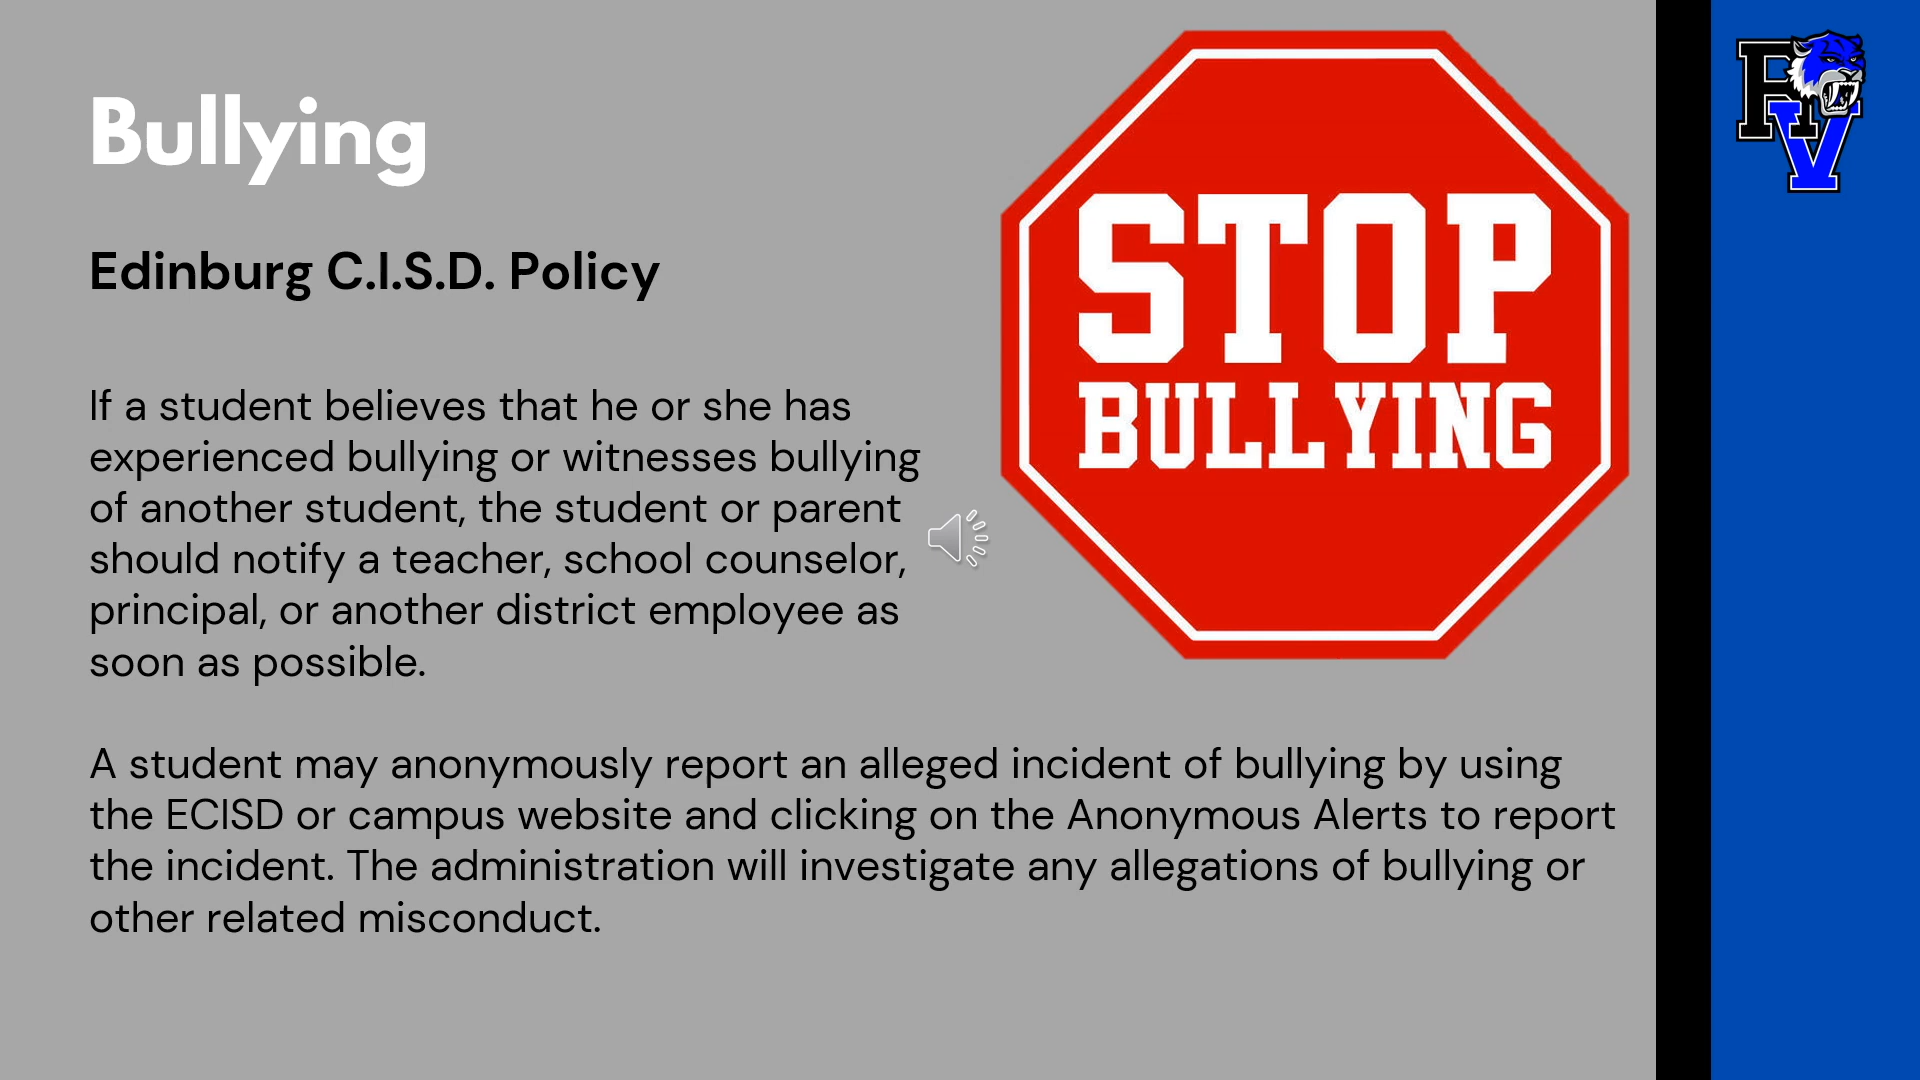 Bullying
Edinburg C.I.S.D. Policy
If a student believes that he or she has
experienced bullying or witnesses bullying
of another student, the student or parent
should notify a teacher, school counselor,
principal, or another district employee as
soon as possible.
A student may anonymously report an alleged incident of bullying by using
the ECISD or campus website and clicking on the Anonymous Alerts to report
the incident. The administration will investigate any allegations of bullying or
other related misconduct.
STOP
BULLYING
RV